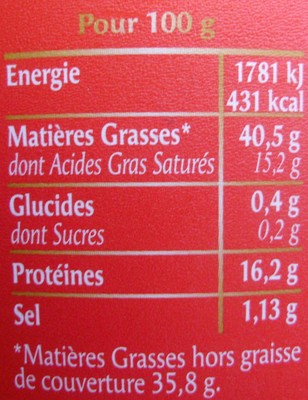 Pour 100 g
Energie 1781 kJ
431 kcal
Matières Grasses* 40,5 g
dont Acides Gras Saturés 15,2 g
Glucides 0,4 g
dont Sucres 0,2 g
Protéines 16,2 g
Sel 1,13 g
*Matières Grasses hors graisse
de couverture 35,8 g.